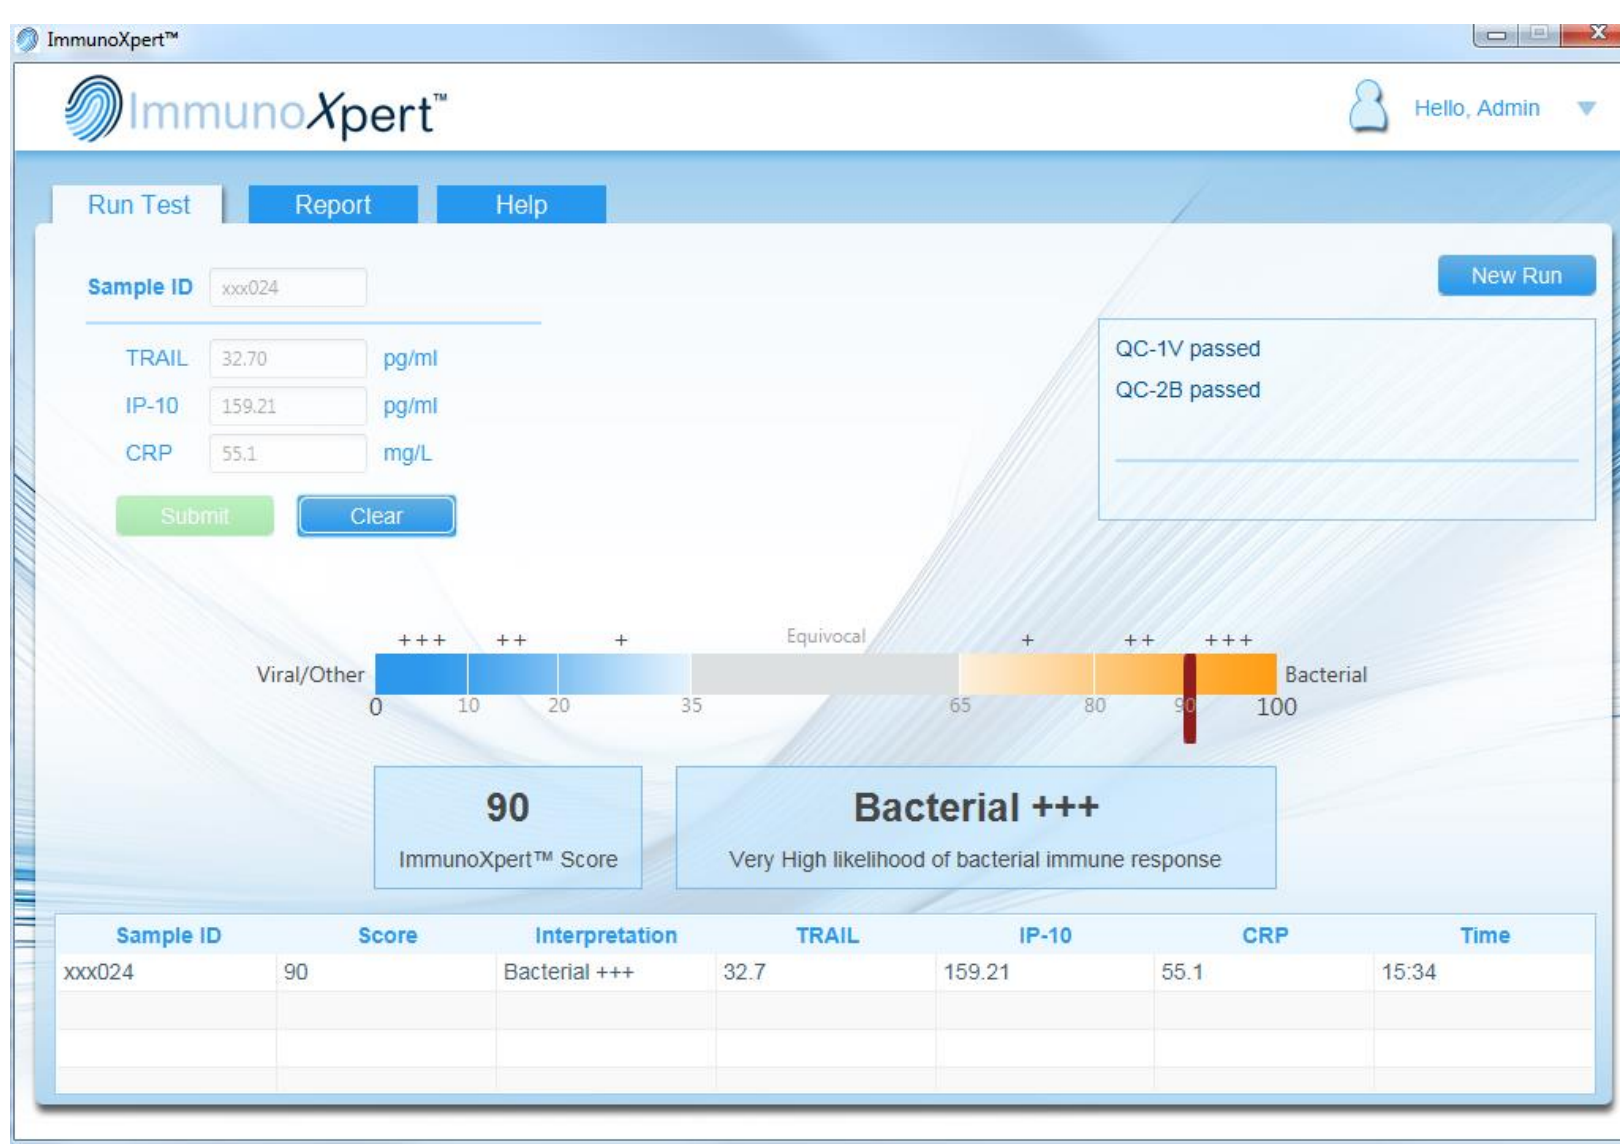 ImmunoXpert™
ImmunoXpert™
Hello, Admin
Run Test Report Help
New Run
Sample ID xxx024
TRAIL 32.70 pg/ml
IP-10 159.21 pg/ml
CRP 55.1 mg/L
Submit Clear
QC-1V passed
QC-2B passed
+++ ++ + Equivocal + ++ +++
Viral/Other Bacterial
0 10 20 35 65 80 90 100
90
ImmunoXpert™ Score
Bacterial +++
Very High likelihood of bacterial immune response
Sample ID Score Interpretation TRAIL IP-10 CRP Time
xxx024 90 Bacterial +++ 32.7 159.21 55.1 15:34